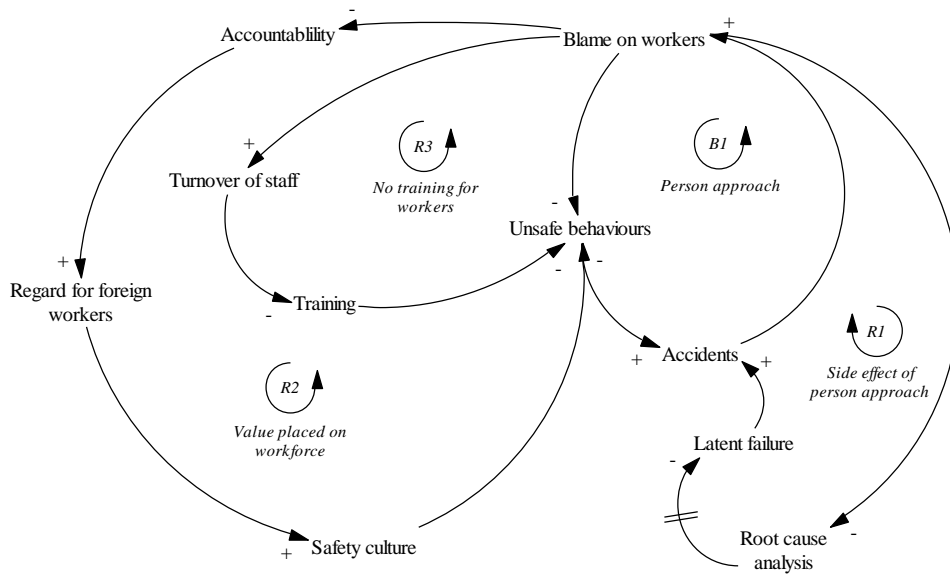 -
+
Accountablility
Blame on workers
+
R3
B1
Turnover of staff
No training for
workers
Person approach
-
Unsafe behaviours
+
-
-
Regard for foreign
workers
-
Training
R1
+
Accidents
+
Side effect of
person approach
R2
Value placed on
workforce
-
Latent failure
+
Safety culture
Root cause
analysis
-